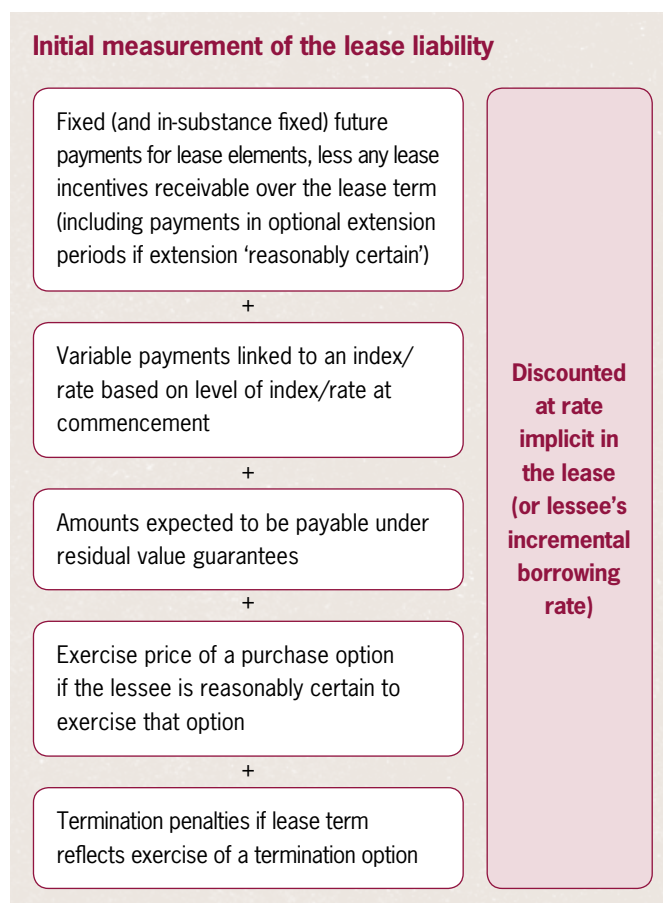 Initial measurement of the lease liability
Fixed (and in-substance fixed) future
payments for lease elements, less any lease
incentives receivable over the lease term
(including payments in optional extension
periods if extension ‘reasonably certain’)
+
Variable payments linked to an index/
rate based on level of index/rate at
commencement
+
Amounts expected to be payable under
residual value guarantees
+
Exercise price of a purchase option
if the lessee is reasonably certain to
exercise that option
+
Termination penalties if lease term
reflects exercise of a termination option
Discounted
at rate
implicit in
the lease
(or lessee’s
incremental
borrowing
rate)